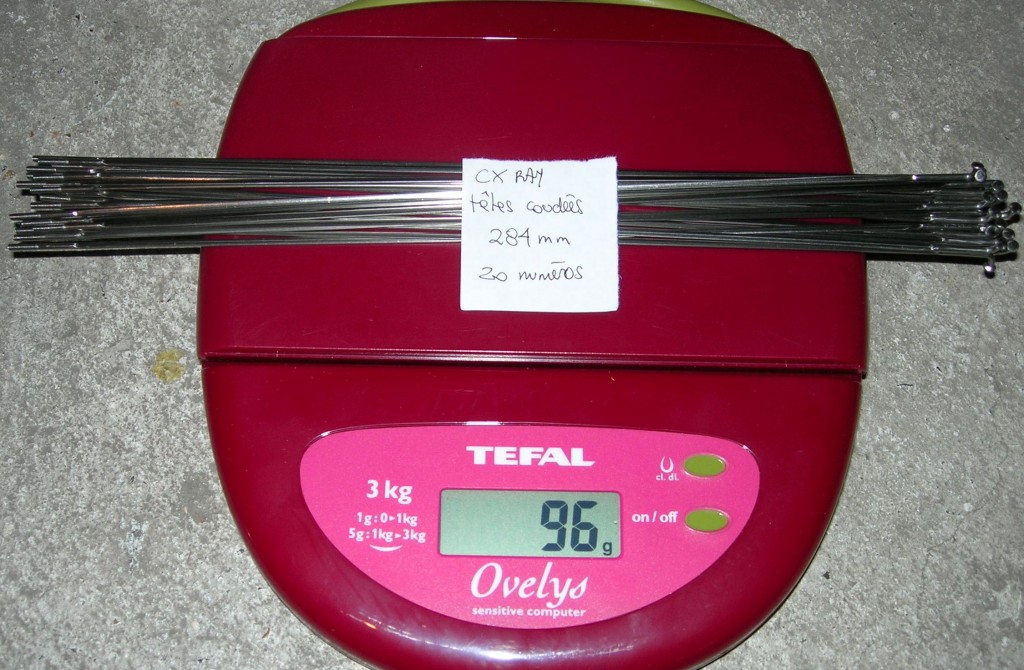 CX RAY
têtes coudées
284 mm
20 numéros
TEFAL
cl. dl.
3 kg
1g : 0►1kg
5g : 1kg►3kg
on / off
96 g
Ovelys
sensitive computer